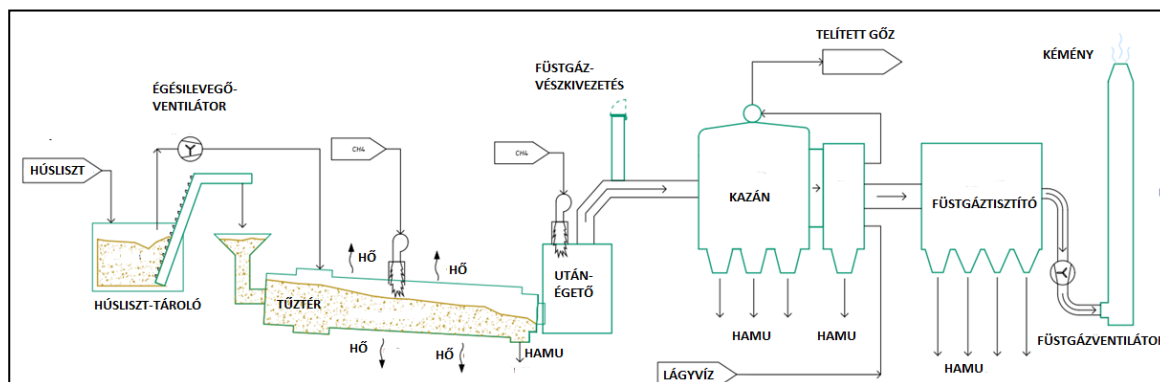 TELÍTETT GŐZ
KÉMÉNY
FÜSTGÁZ-
VÉSZKIVEZETÉS
ÉGÉSILEVEGŐ-
VENTILÁTOR
CH4
CH4
HÚSLISZT
KAZÁN
FÜSTGÁZTISZTÍTÓ
HŐ
HŐ
UTÁN-
ÉGETŐ
HÚSLISZT-TÁROLÓ
TŰZTÉR
HAMU
HAMU
FÜSTGÁZVENTILÁTOR
HŐ
HŐ
HAMU
HAMU
LÁGYVÍZ